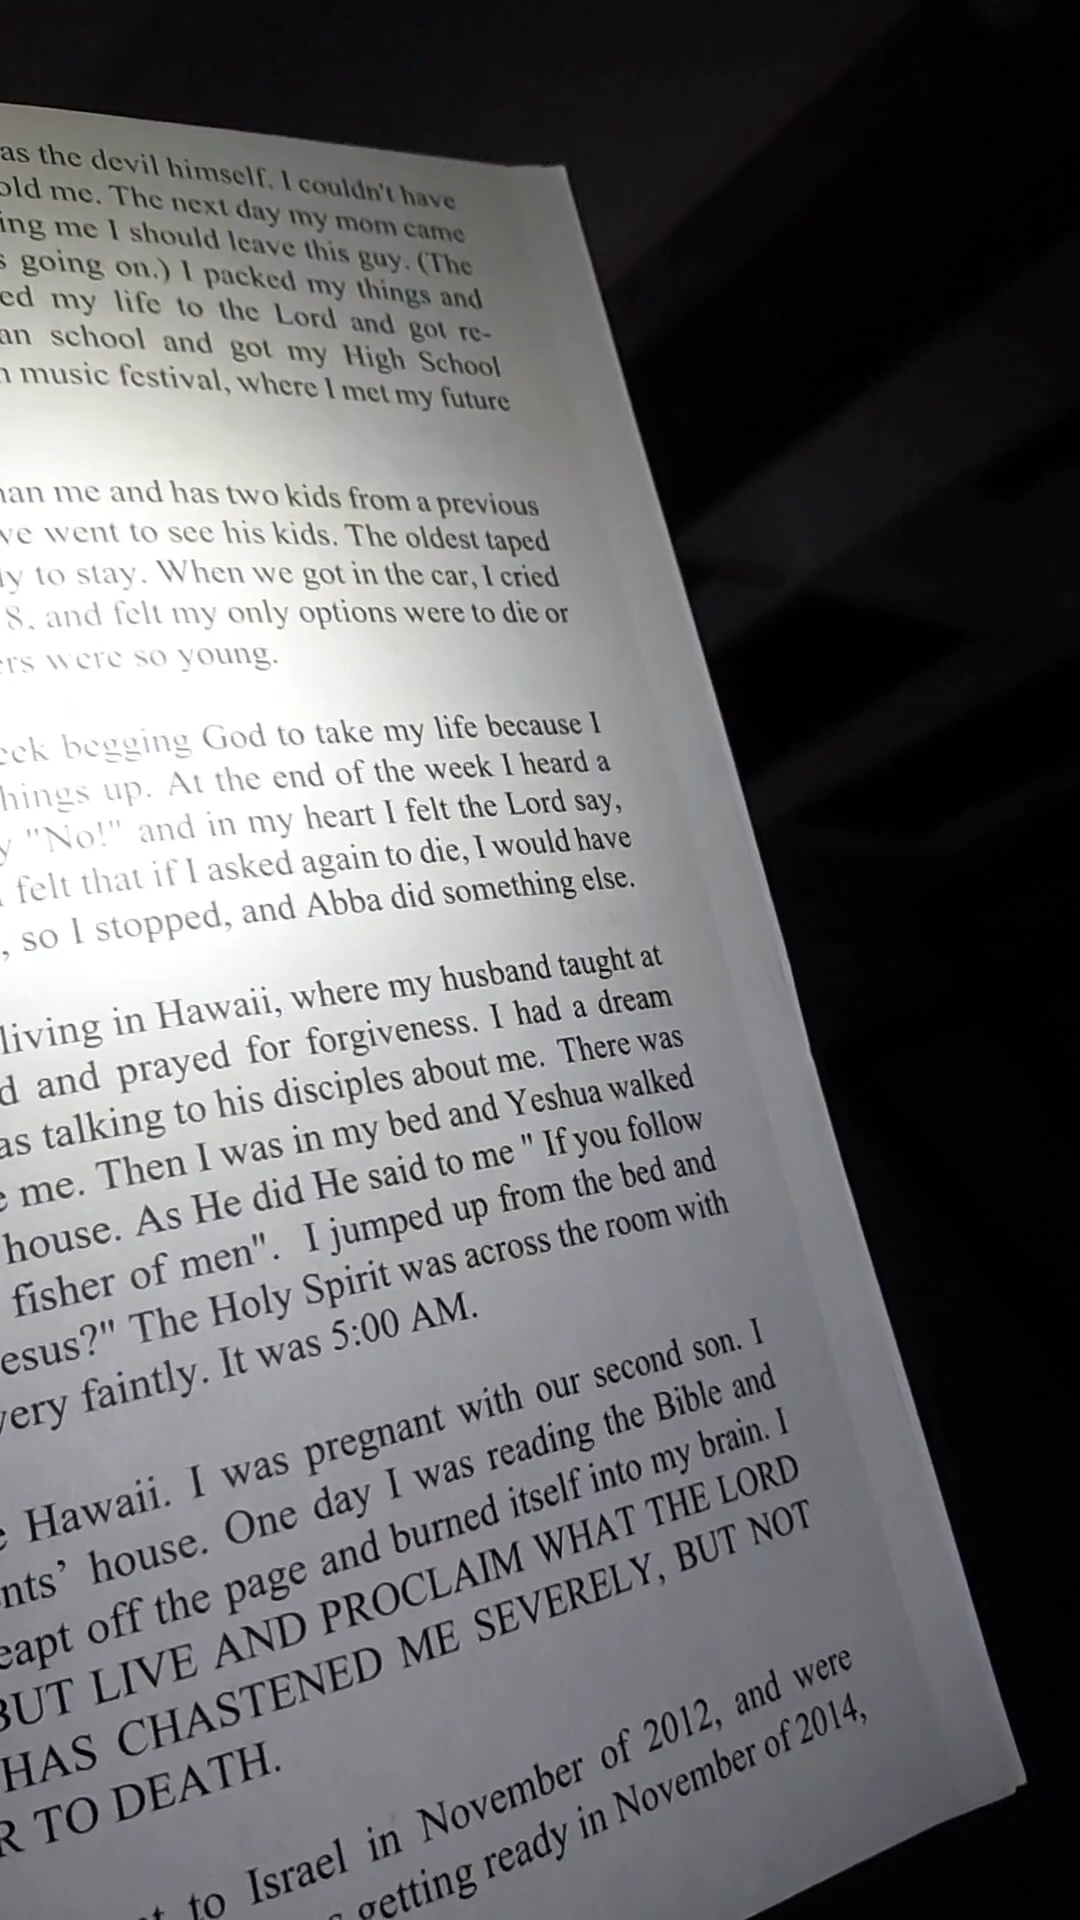 as the devil himself. I couldn't have
old me. The next day my mom came
ing me I should leave this guy. (The
s going on.) I packed my things and
ed my life to the Lord and got re-
an school and got my High School
music festival, where I met my future
an me and has two kids from a previous
ve went to see his kids. The oldest taped
ly to stay. When we got in the car, I cried
8. and felt my only options were to die or
ers were so young.
eek begging God to take my life because I
hings up. At the end of the week I heard a
y "No!" and in my heart I felt the Lord say,
felt that if I asked again to die, I would have
, so I stopped, and Abba did something else.
living in Hawaii, where my husband taught at
d and prayed for forgiveness. I had a dream
as talking to his disciples about me. There was
e me. Then I was in my bed and Yeshua walked
house. As He did He said to me " If you follow
fisher of men". I jumped up from the bed and
esus?" The Holy Spirit was across the room with
very faintly. It was 5:00 AM.
e Hawaii. I was pregnant with our second son. I
nts’ house. One day I was reading the Bible and
eapt off the page and burned itself into my brain. I
BUT LIVE AND PROCLAIM WHAT THE LORD
HAS CHASTENED ME SEVERELY, BUT NOT
R TO DEATH.
to Israel in November of 2012, and were
getting ready in November of 2014,